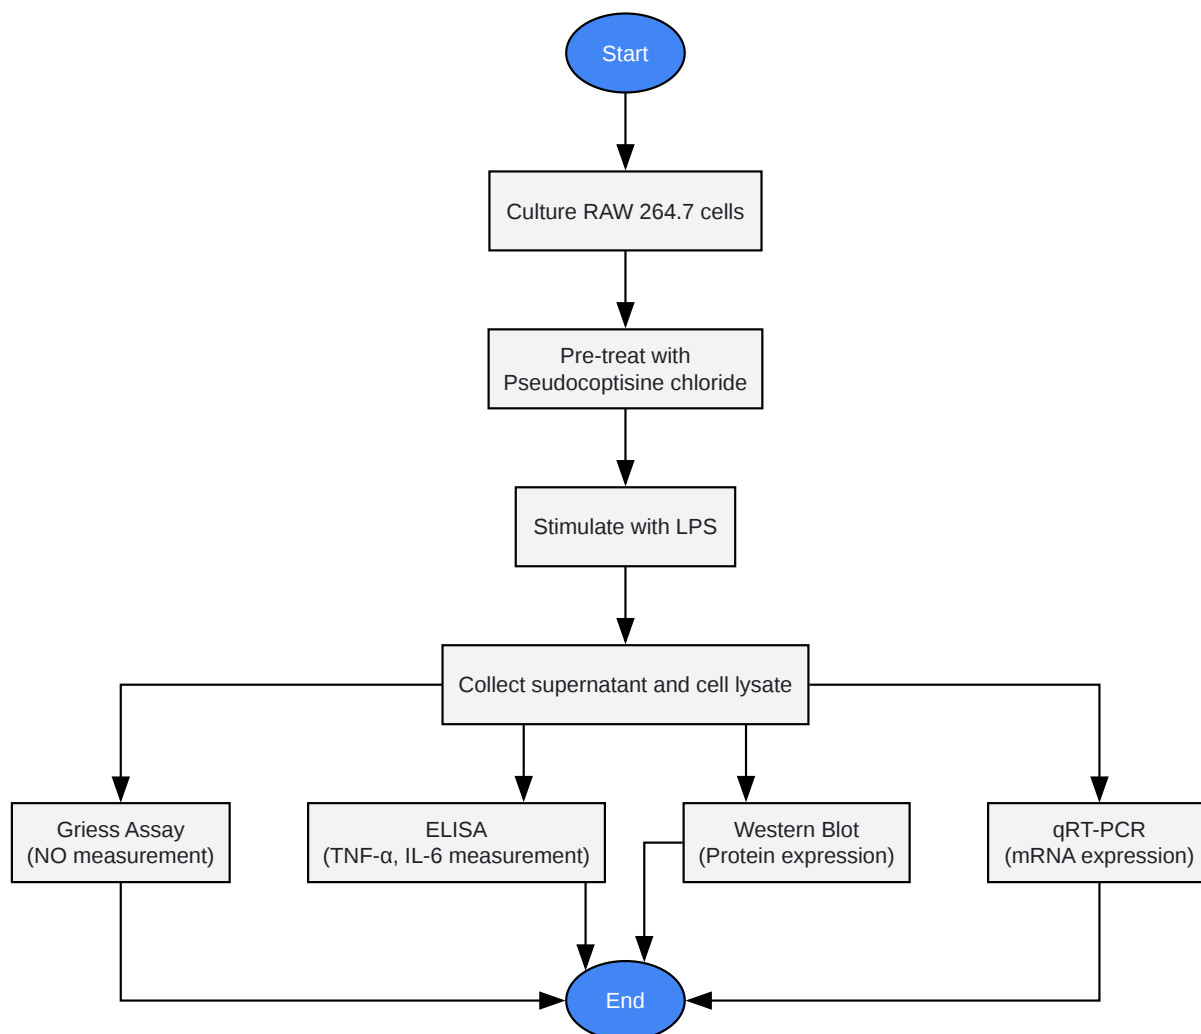 Start
Culture RAW 264.7 cells
Pre-treat with
Pseudocoptisine chloride
Stimulate with LPS
Collect supernatant and cell lysate
Griess Assay
(NO measurement)
ELISA
(TNF-α, IL-6 measurement)
Western Blot
(Protein expression)
qRT-PCR
(mRNA expression)
End